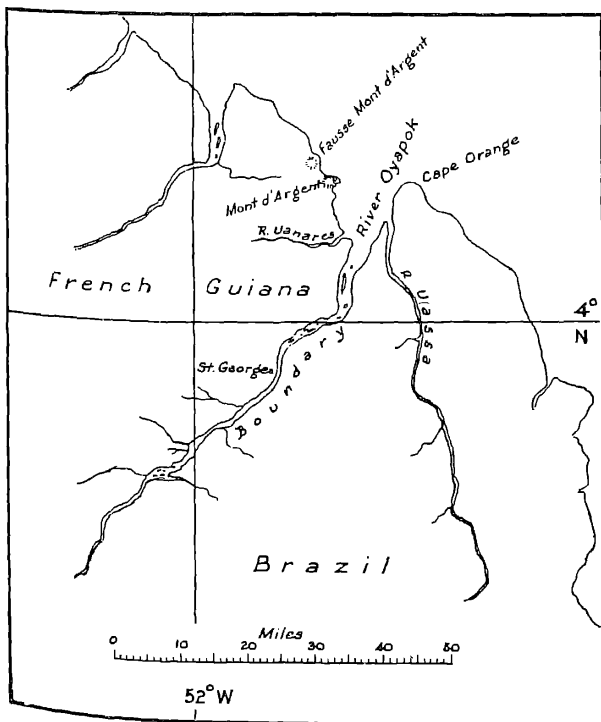 Fausse Mont d'Argent
Mont d'Argent
River Oyapok
Cape Orange
R. Uanares
French Guiana
R. Ulassa
4°
N
St. Georges
Boundary
Brazil
Miles
0 10 20 30 40 50
52°W